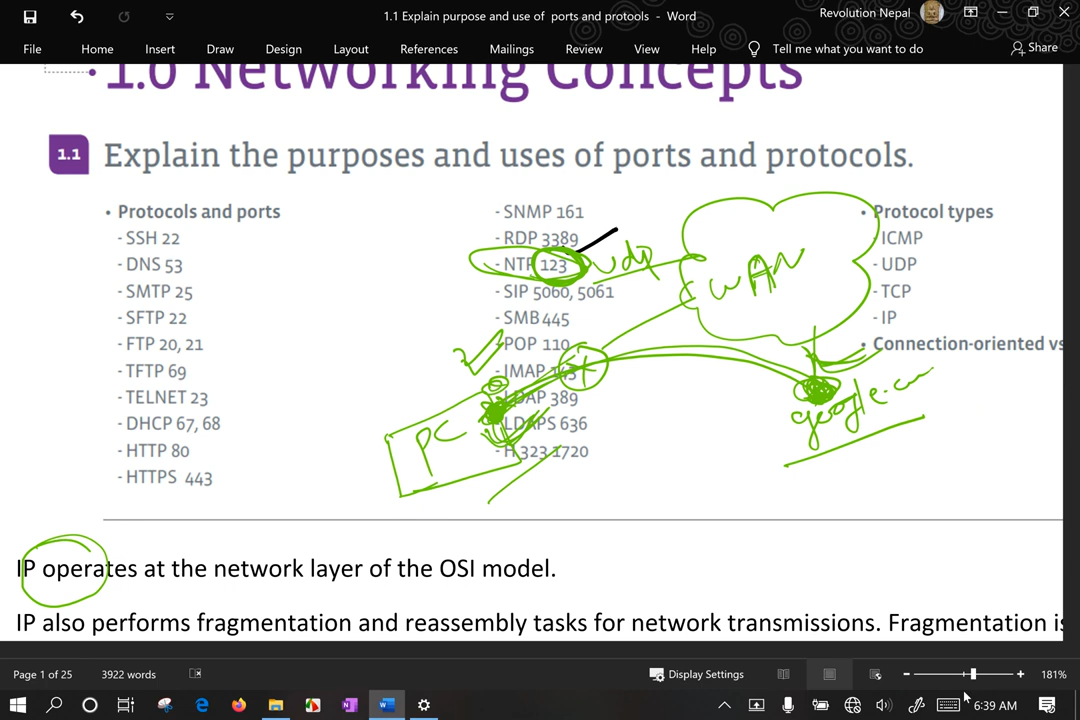 1.1 Explain purpose and use of  ports and protools  -  Word
Revolution Nepal
File Home Insert Draw Design Layout References Mailings Review View Help Tell me what you want to do Share
1.0 Networking Concepts
1.1 Explain the purposes and uses of ports and protocols.
• Protocols and ports
- SSH 22
- DNS 53
- SMTP 25
- SFTP 22
- FTP 20, 21
- TFTP 69
- TELNET 23
- DHCP 67, 68
- HTTP 80
- HTTPS 443
- SNMP 161
- RDP 3389
- NTP 123 udp
- SIP 5060, 5061
- SMB 445
- POP 110
- IMAP 143
- LDAP 389
- LDAPS 636
- H.323 1720
• Protocol types
- ICMP
- UDP
- TCP
- IP
• Connection-oriented vs
WAN
PC
IP operates at the network layer of the OSI model.
IP also performs fragmentation and reassembly tasks for network transmissions. Fragmentation is
Page 1 of 25 3922 words Display Settings 181%
6:39 AM